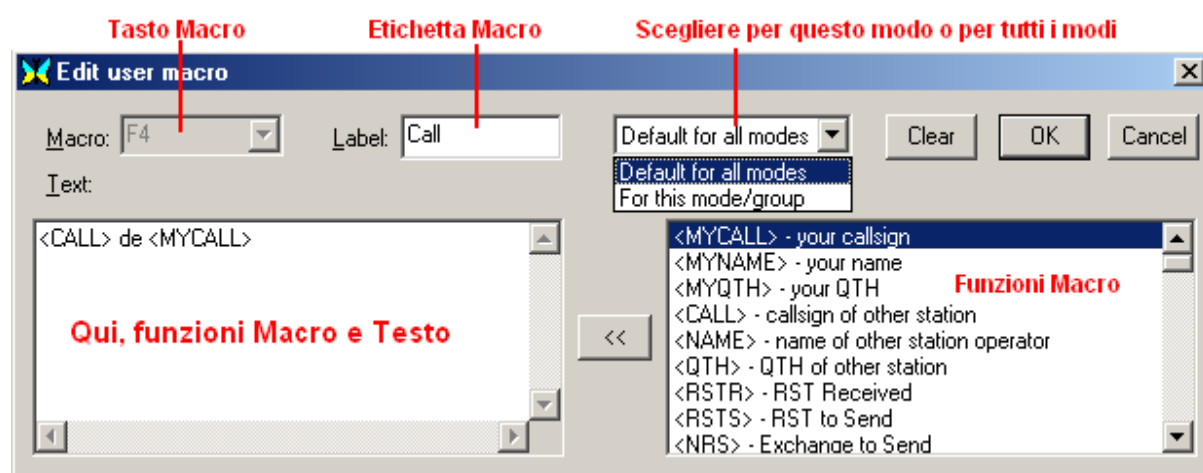 Tasto Macro Etichetta Macro Scegliere per questo modo o per tutti i modi
Edit user macro
Macro: F4 Label: Call Default for all modes Clear OK Cancel
Default for all modes
For this mode/group
Text:
<CALL> de <MYCALL>
Qui, funzioni Macro e Testo
<<
<MYCALL> - your callsign
<MYNAME> - your name
<MYQTH> - your QTH
Funzioni Macro
<CALL> - callsign of other station
<NAME> - name of other station operator
<QTH> - QTH of other station
<RSTR> - RST Received
<RSTS> - RST to Send
<NRS> - Exchange to Send